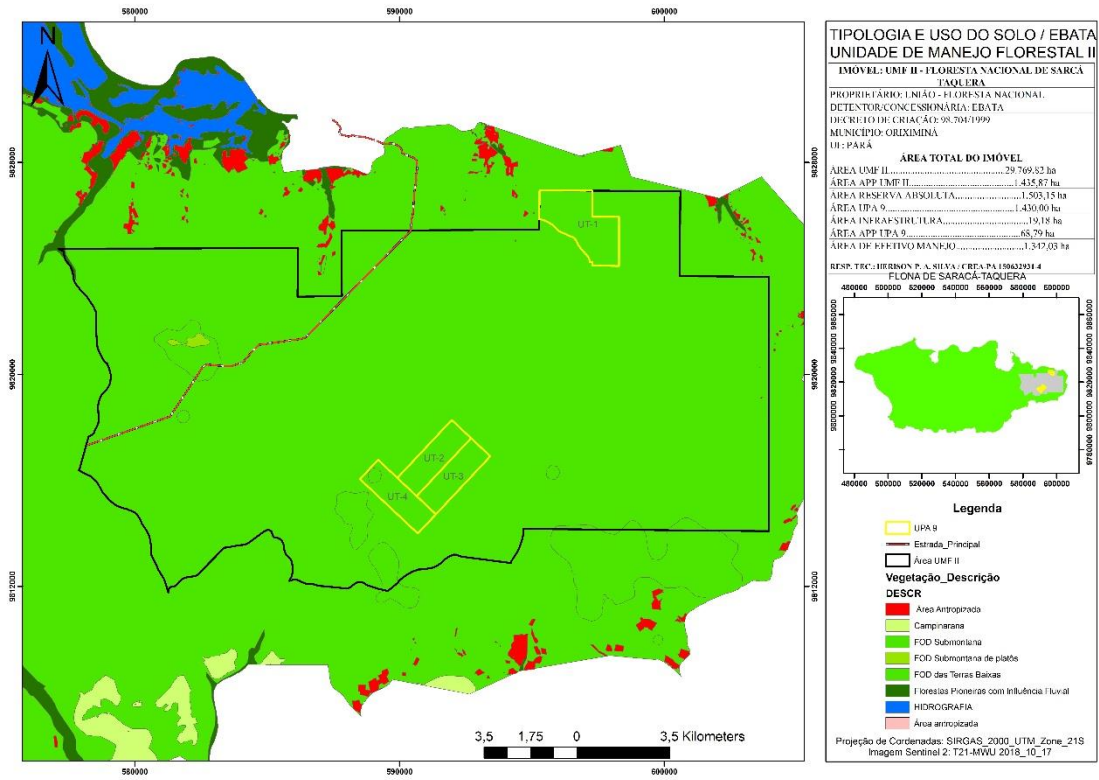 580000
590000
600000
N
9828000
9828000
9820000
9820000
9812000
9812000
UT-1
UT-2
UT-3
UT-4
3,5 1,75 0 3,5 Kilometers
580000
590000
600000
TIPOLOGIA E USO DO SOLO / EBATA
UNIDADE DE MANEJO FLORESTAL II
IMÓVEL: UMF II - FLORESTA NACIONAL DE SARCÁ
TAQUERA
PROPRIETÁRIO: UNIÃO - FLORESTA NACIONAL
DETENTOR/CONCESSIONÁRIA: EBATA
DECRETO DE CRIAÇÃO: 98.704/1999
MUNICÍPIO: ORIXIMINÁ
UF: PARÁ
ÁREA TOTAL DO IMÓVEL
ÁREA UMF II............................................29.769,82 ha
ÁREA APP UMF II....................................1.435,87 ha
ÁREA RESERVA ABSOLUTA.........................1.503,15 ha
ÁREA UPA 9..............................................1.430,00 ha
ÁREA INFRAESTRUTURA...........................19,18 ha
ÁREA APP UPA 9.......................................68,79 ha
ÁREA DE EFETIVO MANEJO.........................1.342,03 ha
RESP. TEC.: HERISON P. A. SILVA / CREA-PA 150632931-4
FLONA DE SARACÁ-TAQUERA
480000 500000 520000 540000 560000 580000 600000
9860000
9840000
9820000
9800000
9780000
9860000
9840000
9820000
9800000
9780000
480000 500000 520000 540000 560000 580000 600000
Legenda
UPA 9
Estrada_Principal
Área UMF II
Vegetação_Descrição
DESCR
Área Antropizada
Campinarana
FOD Submontana
FOD Submontana de platôs
FOD das Terras Baixas
Florestas Pioneiras com Influência Fluvial
HIDROGRAFIA
Área antropizada
Projeção de Cordenadas: SIRGAS_2000_UTM_Zone_21S
Imagem Sentinel 2: T21-MWU 2018_10_17